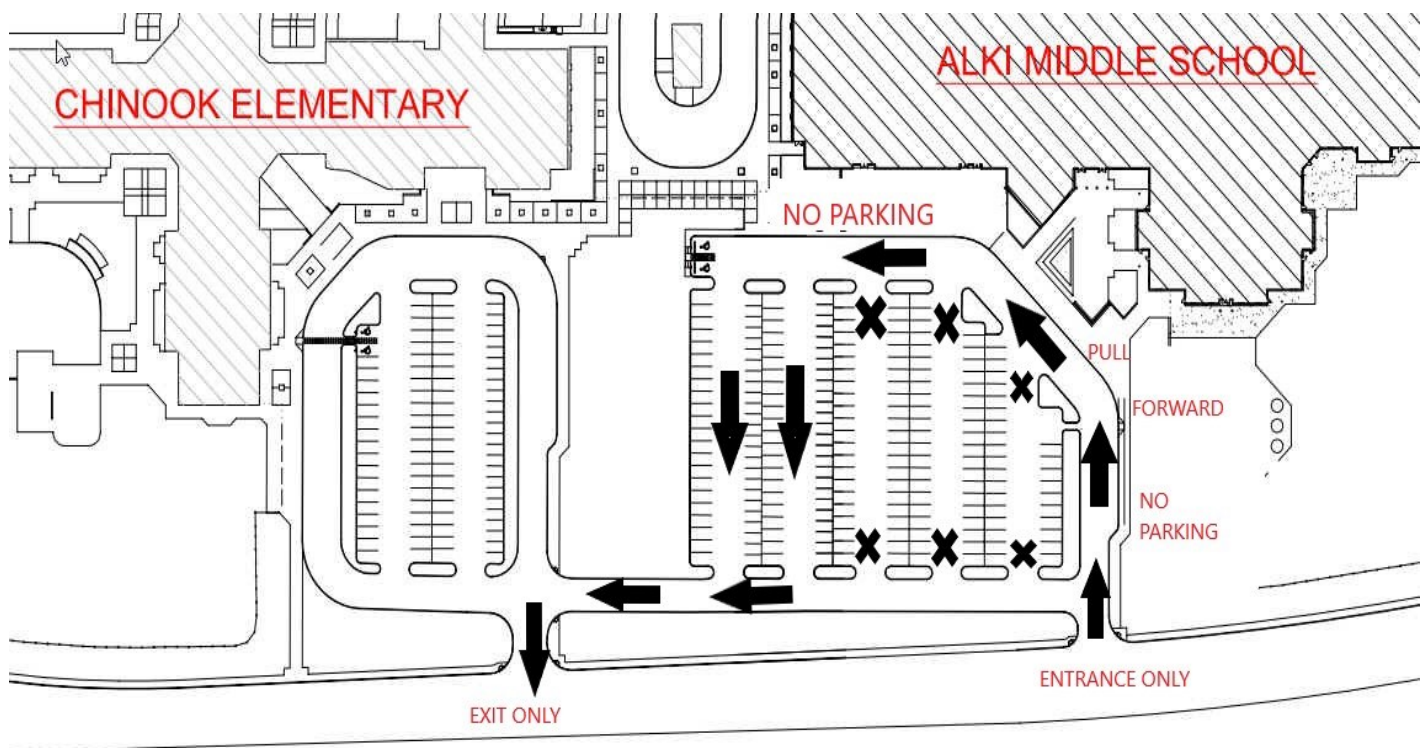 CHINOOK ELEMENTARY
ALKI MIDDLE SCHOOL
NO PARKING
PULL
FORWARD
NO
PARKING
ENTRANCE ONLY
EXIT ONLY